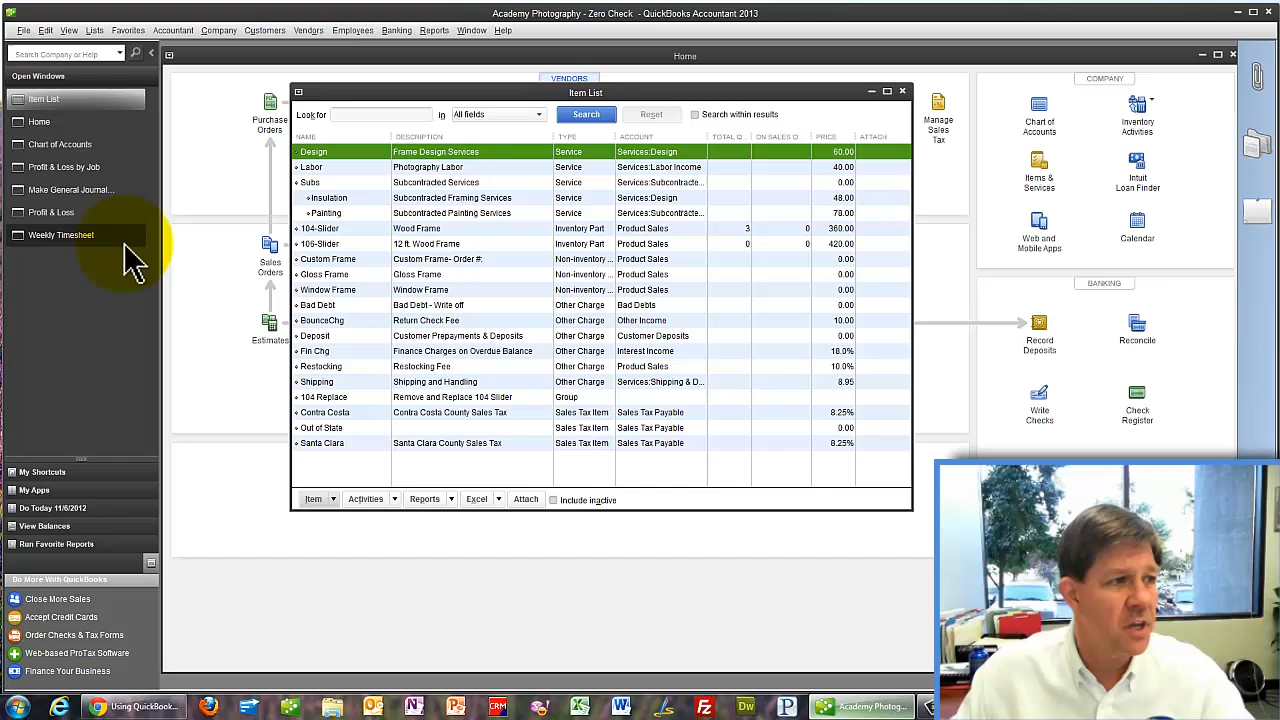 Academy Photography - Zero Check - QuickBooks Accountant 2013
File Edit View Lists Favorites Accountant Company Customers Vendors Employees Banking Reports Window Help
Search Company or Help
Open Windows
Item List
Home
Chart of Accounts
Profit & Loss by Job
Make General Journal...
Profit & Loss
Weekly Timesheet
My Shortcuts
My Apps
Do Today 11/6/2012
View Balances
Run Favorite Reports
Do More With QuickBooks
Close More Sales
Accept Credit Cards
Order Checks & Tax Forms
Web-based ProTax Software
Finance Your Business
Home
VENDORS
Purchase Orders
Sales Orders
Estimates
Item List
Look for in All fields Search Reset Search within results
NAME DESCRIPTION TYPE ACCOUNT TOTAL Q... ON SALES O... PRICE ATTACH
Design Frame Design Services Service Services:Design 60.00
Labor Photography Labor Service Services:Labor Income 40.00
Subs Subcontracted Services Service Services:Subcontracte... 0.00
Insulation Subcontracted Framing Services Service Services:Design 48.00
Painting Subcontracted Painting Services Service Services:Subcontracte... 78.00
104-Slider Wood Frame Inventory Part Product Sales 3 0 360.00
106-Slider 12 ft. Wood Frame Inventory Part Product Sales 0 0 420.00
Custom Frame Custom Frame- Order #: Non-inventory ... Product Sales 0.00
Gloss Frame Gloss Frame Non-inventory ... Product Sales 0.00
Window Frame Window Frame Non-inventory ... Product Sales 0.00
Bad Debt Bad Debt - Write off Other Charge Bad Debts 0.00
BounceChg Return Check Fee Other Charge Other Income 10.00
Deposit Customer Prepayments & Deposits Other Charge Customer Deposits 0.00
Fin Chg Finance Charges on Overdue Balance Other Charge Interest Income 18.0%
Restocking Restocking Fee Other Charge Product Sales 10.0%
Shipping Shipping and Handling Other Charge Services:Shipping & D... 8.95
104 Replace Remove and Replace 104 Slider Group
Contra Costa Contra Costa County Sales Tax Sales Tax Item Sales Tax Payable 8.25%
Out of State Sales Tax Item Sales Tax Payable 0.00
Santa Clara Santa Clara County Sales Tax Sales Tax Item Sales Tax Payable 8.25%
Item Activities Reports Excel Attach Include inactive
Manage Sales Tax
COMPANY
Chart of Accounts
Inventory Activities
Items & Services
Intuit Loan Finder
Web and Mobile Apps
Calendar
BANKING
Record Deposits
Reconcile
Write Checks
Check Register
Using QuickBook...
CRM
Dw
Academy Photog...